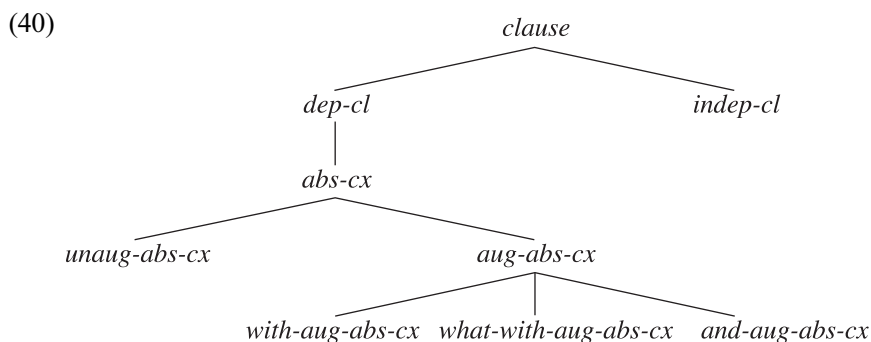 (40) clause
dep-cl indep-cl
abs-cx
unaug-abs-cx aug-abs-cx
with-aug-abs-cx what-with-aug-abs-cx and-aug-abs-cx